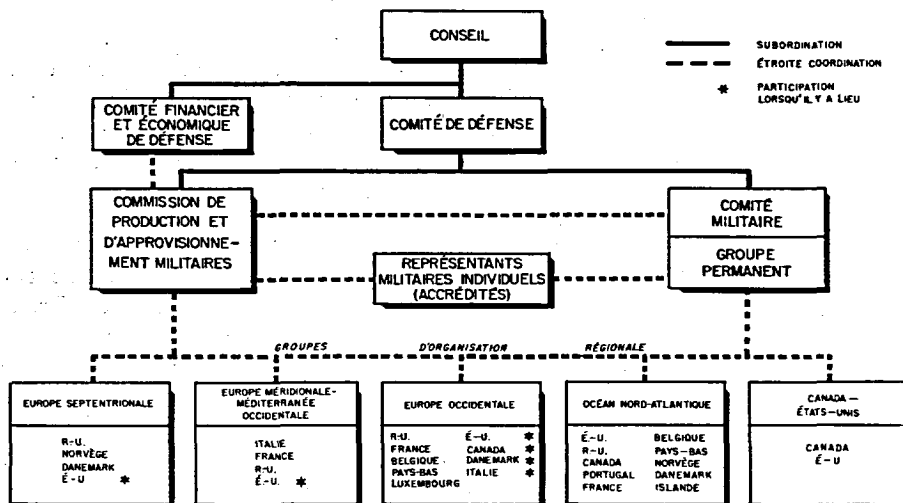 CONSEIL
SUBORDINATION
ÉTROITE COORDINATION
* PARTICIPATION
LORSQU'IL Y A LIEU
COMITÉ FINANCIER
ET ÉCONOMIQUE
DE DÉFENSE
COMITÉ DE DÉFENSE
COMMISSION DE
PRODUCTION ET
D'APPROVISIONNE-
MENT MILITAIRES
COMITÉ
MILITAIRE
GROUPE
PERMANENT
REPRÉSENTANTS
MILITAIRES INDIVIDUELS
(ACCRÉDITÉS)
GROUPES D'ORGANISATION RÉGIONALE
EUROPE SEPTENTRIONALE
R-U.
NORVÈGE
DANEMARK
É-U *
EUROPE MÉRIDIONALE-
MÉDITERRANÉE
OCCIDENTALE
ITALIE
FRANCE
R-U.
É.-U. *
EUROPE OCCIDENTALE
R-U. É.-U. *
FRANCE CANADA *
BELGIQUE DANEMARK *
PAYS-BAS ITALIE *
LUXEMBOURG
OCÉAN NORD-ATLANTIQUE
É.-U. BELGIQUE
R-U. PAYS-BAS
CANADA NORVÈGE
PORTUGAL DANEMARK
FRANCE ISLANDE
CANADA-
ÉTATS-UNIS
CANADA
É-U